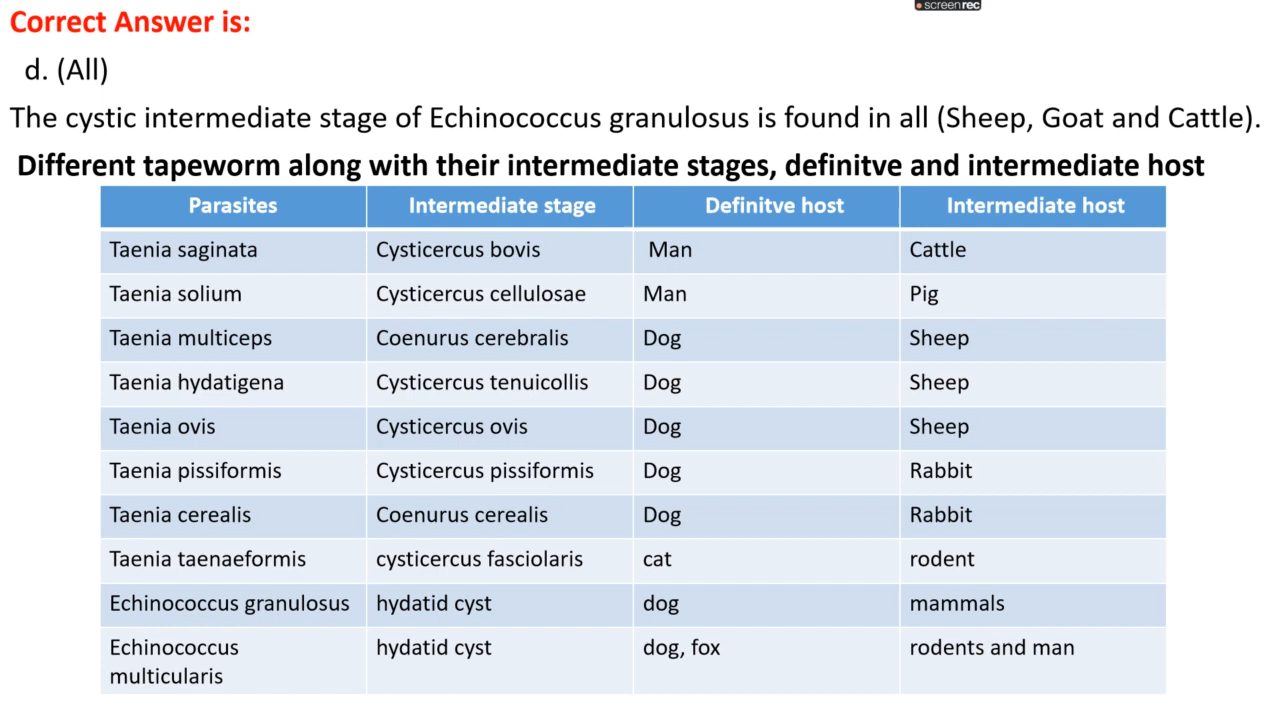 screenrec
Correct Answer is:
d. (All)
The cystic intermediate stage of Echinococcus granulosus is found in all (Sheep, Goat and Cattle).
Different tapeworm along with their intermediate stages, definitve and intermediate host
Parasites Intermediate stage Definitve host Intermediate host
Taenia saginata Cysticercus bovis Man Cattle
Taenia solium Cysticercus cellulosae Man Pig
Taenia multiceps Coenurus cerebralis Dog Sheep
Taenia hydatigena Cysticercus tenuicollis Dog Sheep
Taenia ovis Cysticercus ovis Dog Sheep
Taenia pissiformis Cysticercus pissiformis Dog Rabbit
Taenia cerealis Coenurus cerealis Dog Rabbit
Taenia taenaeformis cysticercus fasciolaris cat rodent
Echinococcus granulosus hydatid cyst dog mammals
Echinococcus hydatid cyst dog, fox rodents and man
multicularis